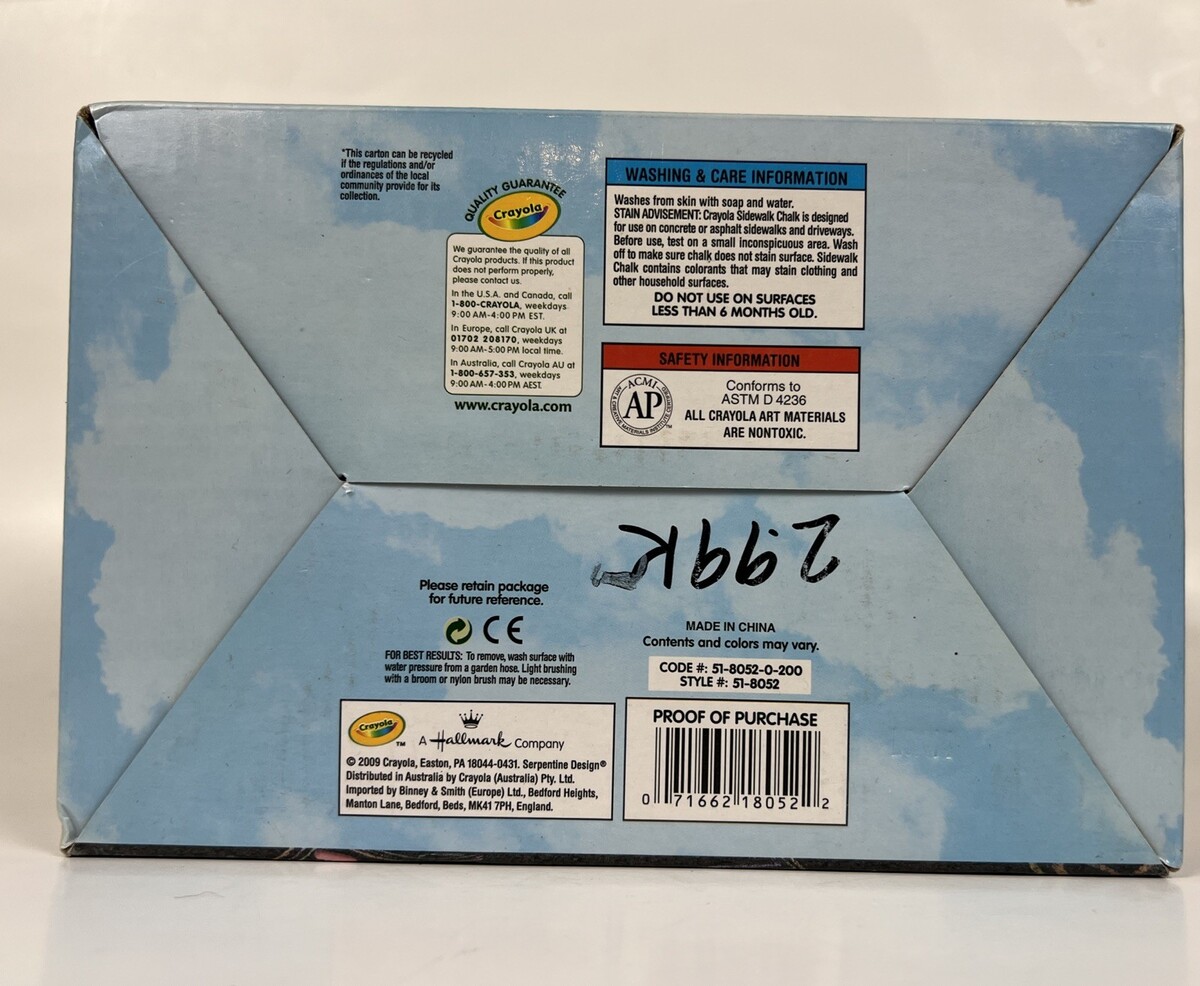 *This carton can be recycled
if the regulations and/or
ordinances of the local
community provide for its
collection.
QUALITY GUARANTEE
Crayola
We guarantee the quality of all
Crayola products. If this product
does not perform properly,
please contact us.
In the U.S.A. and Canada, call
1-800-CRAYOLA, weekdays
9:00 AM-4:00 PM EST.
In Europe, call Crayola UK at
01702 208170, weekdays
9:00 AM-5:00 PM local time.
In Australia, call Crayola AU at
1-800-657-353, weekdays
9:00 AM-4:00 PM AEST.
www.crayola.com
WASHING & CARE INFORMATION
Washes from skin with soap and water.
STAIN ADVISEMENT: Crayola Sidewalk Chalk is designed
for use on concrete or asphalt sidewalks and driveways.
Before use, test on a small inconspicuous area. Wash
off to make sure chalk does not stain surface. Sidewalk
Chalk contains colorants that may stain clothing and
other household surfaces.
DO NOT USE ON SURFACES
LESS THAN 6 MONTHS OLD.
SAFETY INFORMATION
ACMI
AP
ART & CREATIVE MATERIALS INSTITUTE CERTIFIED
TM
Conforms to
ASTM D 4236
ALL CRAYOLA ART MATERIALS
ARE NONTOXIC.
2.99
Please retain package
for future reference.
CE
FOR BEST RESULTS: To remove, wash surface with
water pressure from a garden hose. Light brushing
with a broom or nylon brush may be necessary.
MADE IN CHINA
Contents and colors may vary.
CODE #: 51-8052-0-200
STYLE #: 51-8052
Crayola TM A Hallmark Company
© 2009 Crayola, Easton, PA 18044-0431. Serpentine Design®
Distributed in Australia by Crayola (Australia) Pty. Ltd.
Imported by Binney & Smith (Europe) Ltd., Bedford Heights,
Manton Lane, Bedford, Beds, MK41 7PH, England.
PROOF OF PURCHASE
0 71662 18052 2